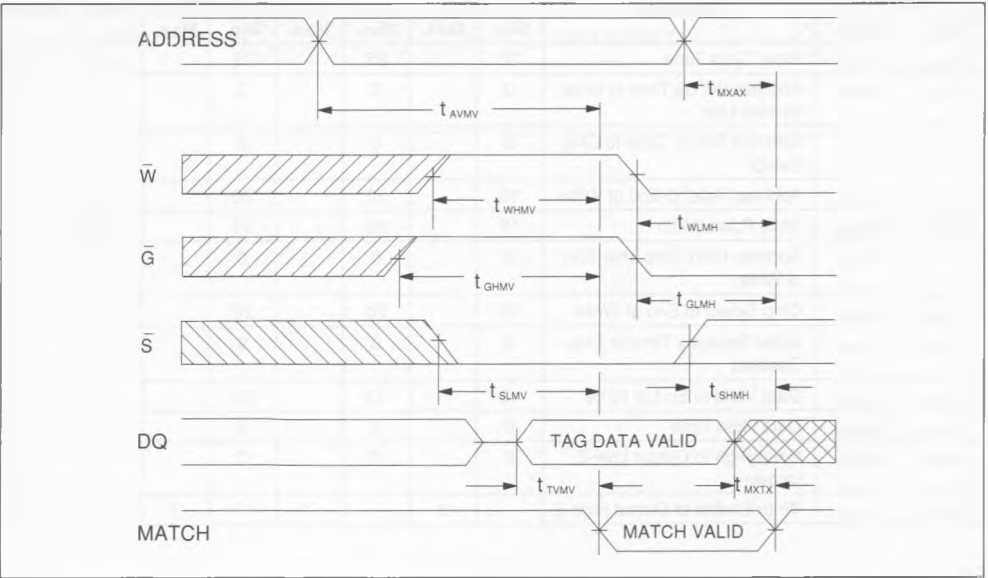 ADDRESS
t MXAX
t AVMV
W̅
t WHMV
t WLMH
G̅
t GHMV
t GLMH
S̅
t SLMV
t SHMH
DQ
TAG DATA VALID
t TVMV
t MXTX
MATCH
MATCH VALID